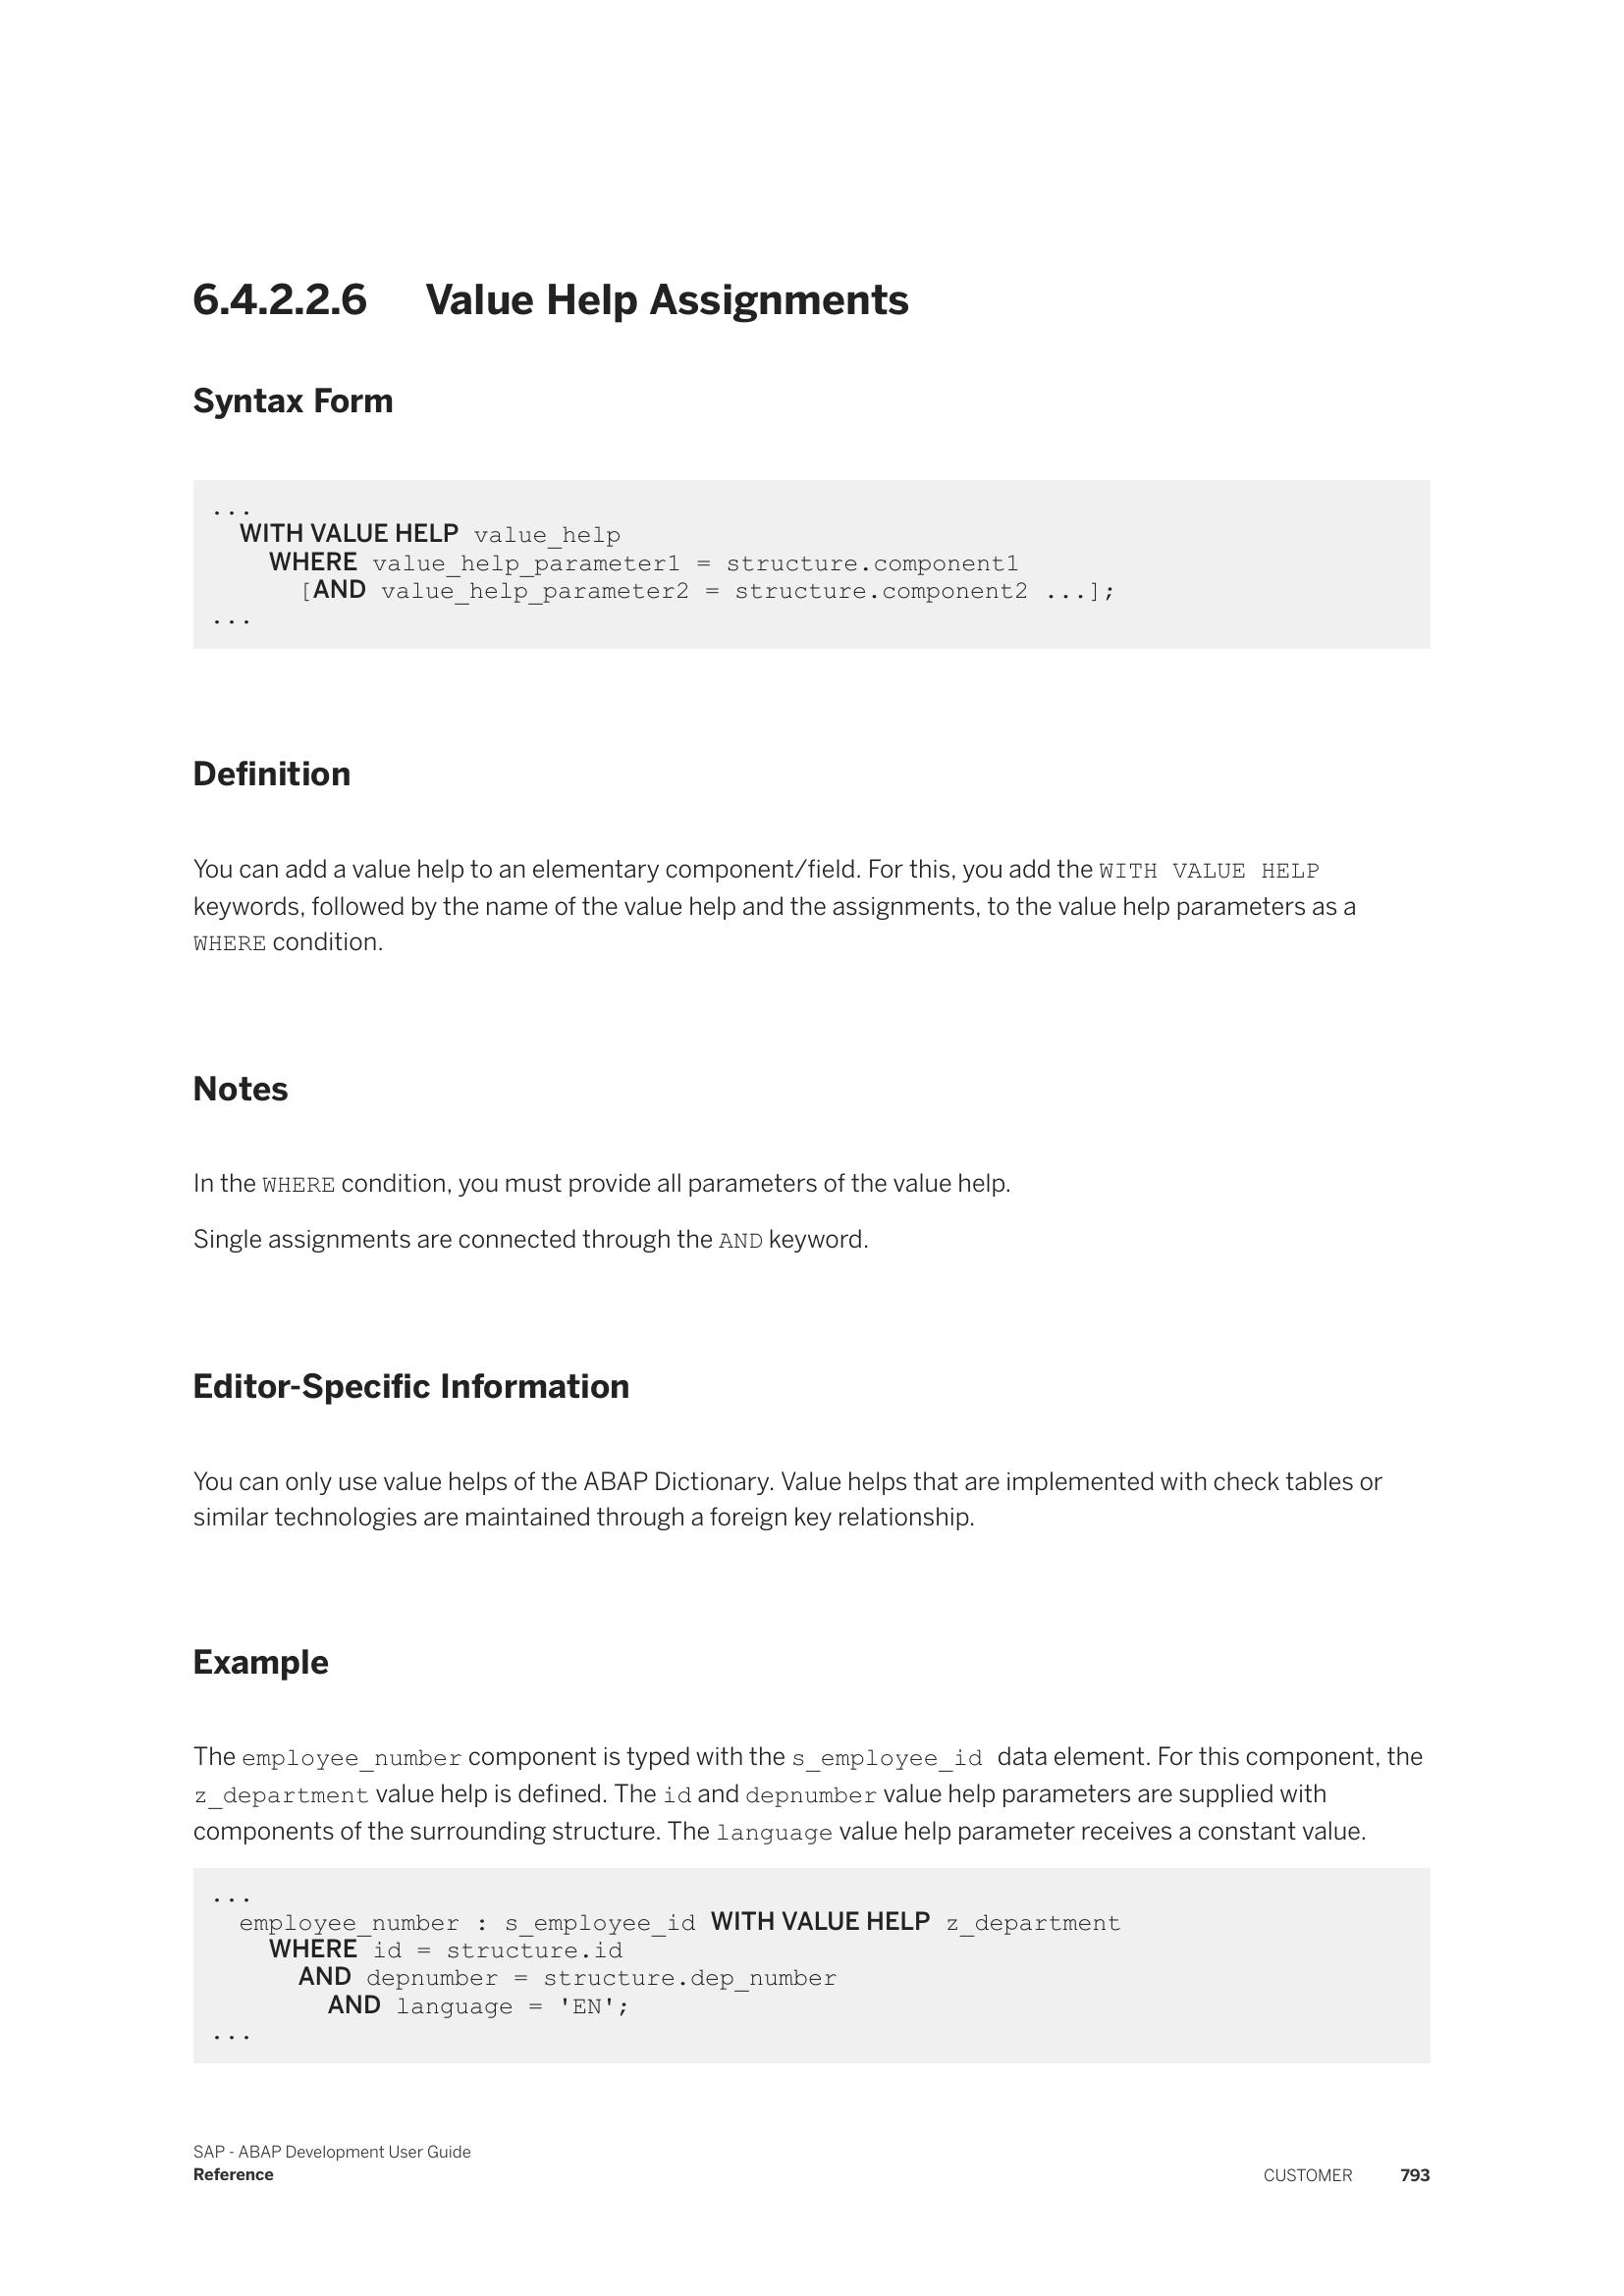 6.4.2.2.6 Value Help Assignments
Syntax Form
...
WITH VALUE HELP value_help
WHERE value_help_parameter1 = structure.component1
[AND value_help_parameter2 = structure.component2 ...];
...
Definition
You can add a value help to an elementary component/field. For this, you add the WITH VALUE HELP
keywords, followed by the name of the value help and the assignments, to the value help parameters as a
WHERE condition.
Notes
In the WHERE condition, you must provide all parameters of the value help.
Single assignments are connected through the AND keyword.
Editor-Specific Information
You can only use value helps of the ABAP Dictionary. Value helps that are implemented with check tables or
similar technologies are maintained through a foreign key relationship.
Example
The employee_number component is typed with the s_employee_id data element. For this component, the
z_department value help is defined. The id and depnumber value help parameters are supplied with
components of the surrounding structure. The language value help parameter receives a constant value.
...
employee_number : s_employee_id WITH VALUE HELP z_department
WHERE id = structure.id
AND depnumber = structure.dep_number
AND language = 'EN';
...
SAP - ABAP Development User Guide
Reference
CUSTOMER 793